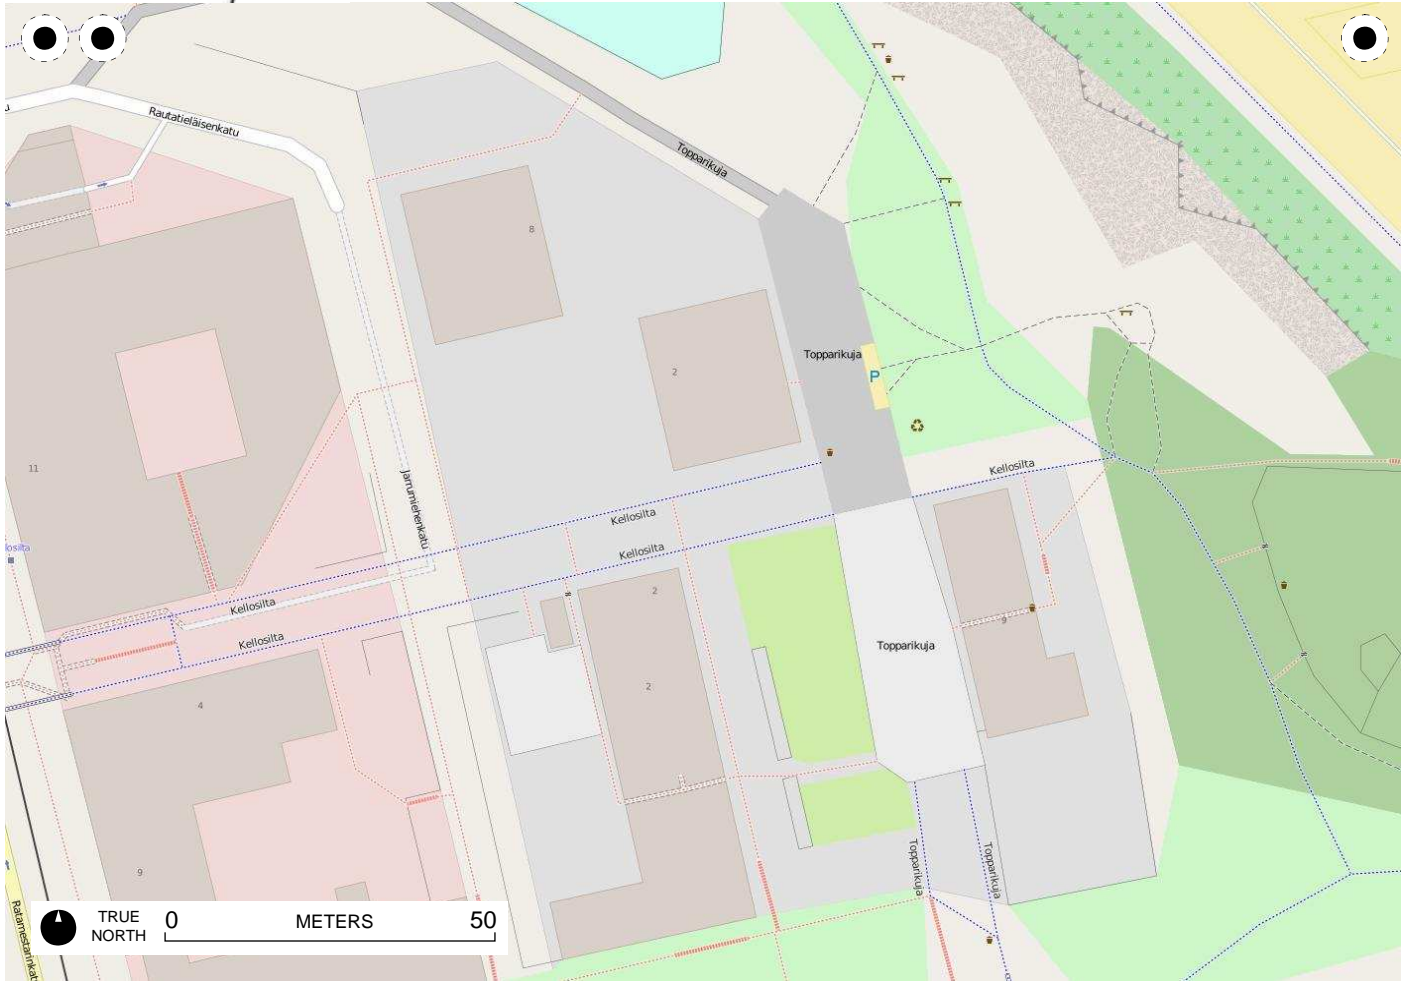 Rautatieläisenkatu
Topparikuja
8
2
Topparikuja
P
11
Kellosilta
Jarrumiehenkatu
Kellosilta
Kellosilta
2
Kellosilta
9
Kellosilta
Topparikuja
2
4
Topparikuja
Topparikuja
9
Ratamestarinkat
TRUE
NORTH
0 METERS 50